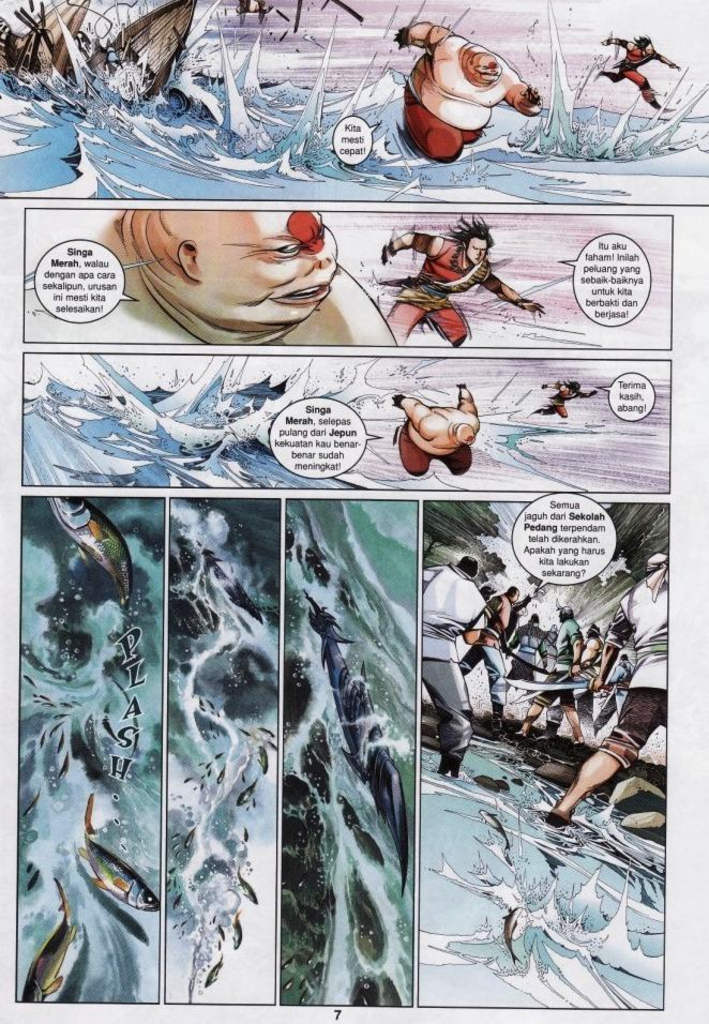 Kita
mesti
cepat!
Singa
Merah, walau
dengan apa cara
sekalipun, urusan
ini mesti kita
selesaikan!
Itu aku
faham! Inilah
peluang yang
sebaik-baiknya
untuk kita
berbakti dan
berjasa!
Singa
Merah, selepas
pulang dari Jepun
kekuatan kau benar-
benar sudah
meningkat!
Terima
kasih,
abang!
PLASH...
Semua
jaguh dari Sekolah
Pedang terpendam
telah dikerahkan.
Apakah yang harus
kita lakukan
sekarang?
7